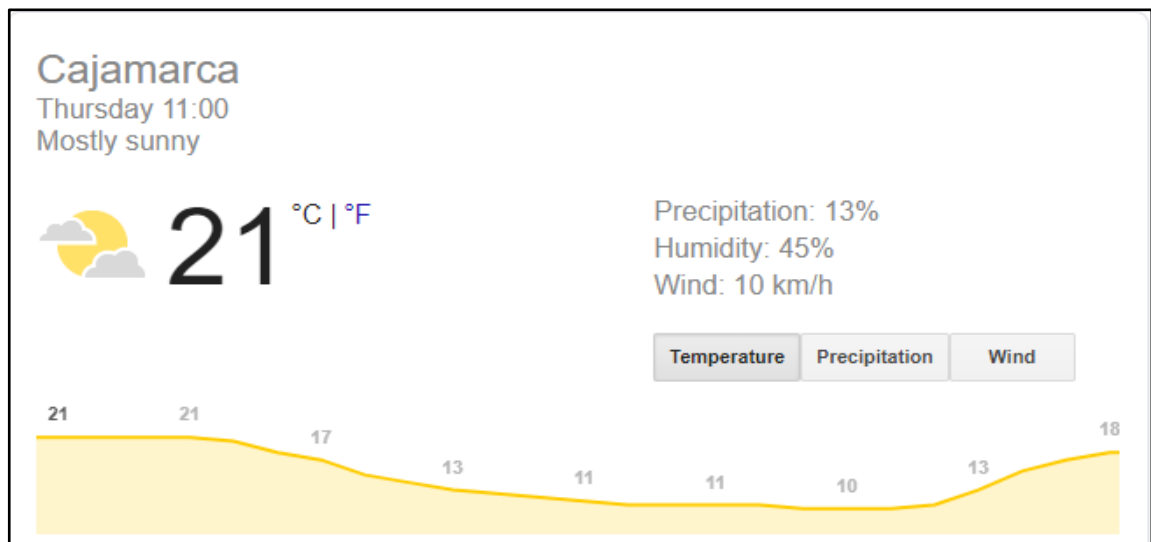 Cajamarca
Thursday 11:00
Mostly sunny
21 °C | °F
Precipitation: 13%
Humidity: 45%
Wind: 10 km/h
Temperature Precipitation Wind
21 21 17 13 11 11 10 13 18